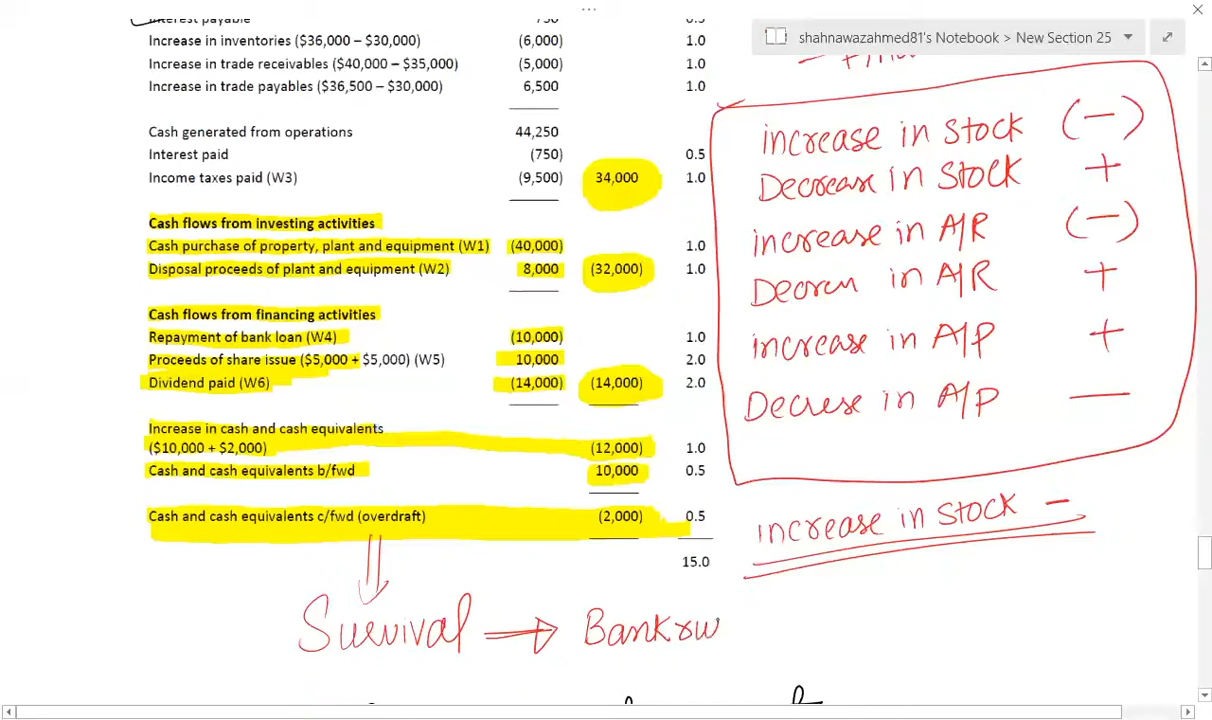 Interest payable 750 0.5
shahnawazahmed81's Notebook > New Section 25
Increase in inventories ($36,000 – $30,000) (6,000) 1.0
Increase in trade receivables ($40,000 – $35,000) (5,000) 1.0
Increase in trade payables ($36,500 – $30,000) 6,500 1.0
Cash generated from operations 44,250
Interest paid (750) 0.5
Income taxes paid (W3) (9,500) 34,000 1.0
Cash flows from investing activities
Cash purchase of property, plant and equipment (W1) (40,000) 1.0
Disposal proceeds of plant and equipment (W2) 8,000 (32,000) 1.0
Cash flows from financing activities
Repayment of bank loan (W4) (10,000) 1.0
Proceeds of share issue ($5,000 + $5,000) (W5) 10,000 2.0
Dividend paid (W6) (14,000) (14,000) 2.0
Increase in cash and cash equivalents
($10,000 + $2,000) (12,000) 1.0
Cash and cash equivalents b/fwd 10,000 0.5
Cash and cash equivalents c/fwd (overdraft) (2,000) 0.5
15.0
increase in Stock (—)
Decrease in Stock +
increase in A/R (—)
Decren in A/R +
increase in A/P +
Decrese in A/P —
increase in Stock —
Survival → Bankrw